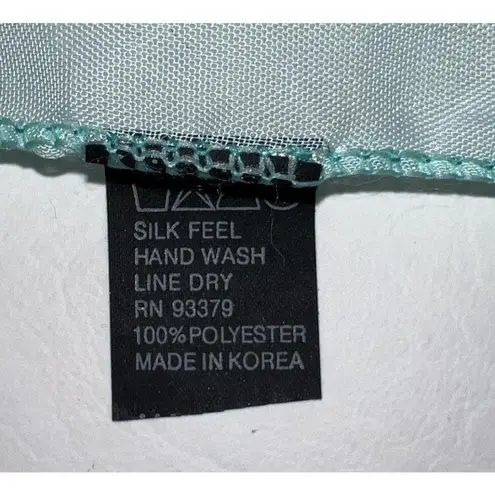 SILK FEEL
HAND WASH
LINE DRY
RN 93379
100%POLYESTER
MADE IN KOREA